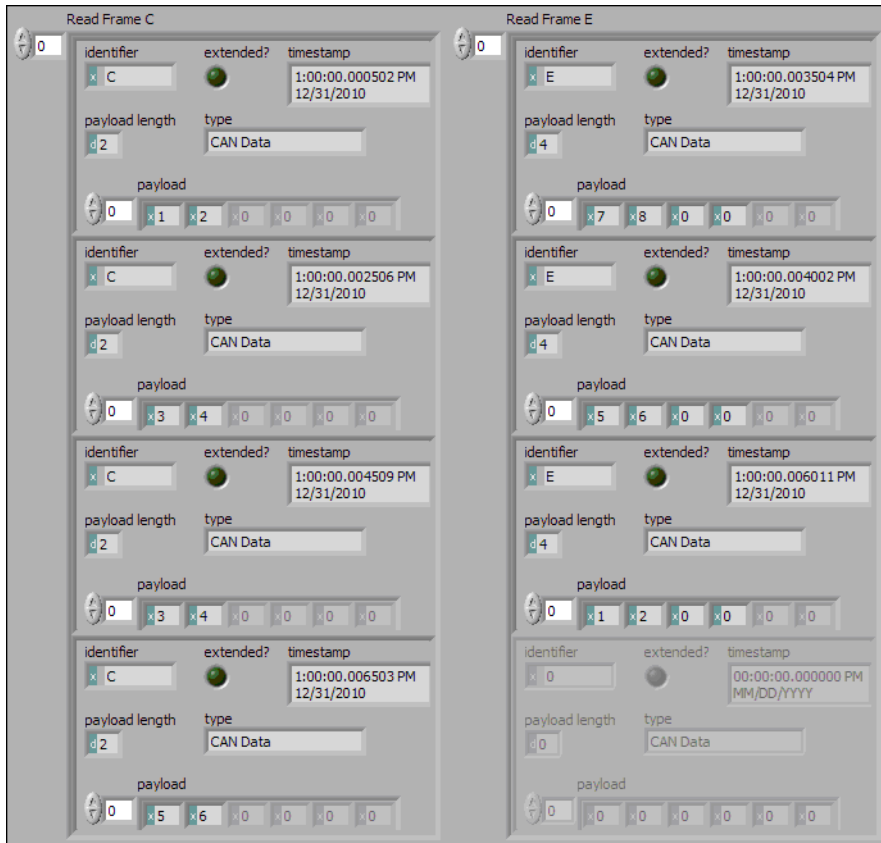 Read Frame C
0
identifier extended? timestamp
x C 1:00:00.000502 PM
12/31/2010
payload length type
d 2 CAN Data
payload
0 x 1 x 2 x 0 x 0 x 0 x 0
identifier extended? timestamp
x C 1:00:00.002506 PM
12/31/2010
payload length type
d 2 CAN Data
payload
0 x 3 x 4 x 0 x 0 x 0 x 0
identifier extended? timestamp
x C 1:00:00.004509 PM
12/31/2010
payload length type
d 2 CAN Data
payload
0 x 3 x 4 x 0 x 0 x 0 x 0
identifier extended? timestamp
x C 1:00:00.006503 PM
12/31/2010
payload length type
d 2 CAN Data
payload
0 x 5 x 6 x 0 x 0 x 0 x 0
Read Frame E
0
identifier extended? timestamp
x E 1:00:00.003504 PM
12/31/2010
payload length type
d 4 CAN Data
payload
0 x 7 x 8 x 0 x 0 x 0 x 0
identifier extended? timestamp
x E 1:00:00.004002 PM
12/31/2010
payload length type
d 4 CAN Data
payload
0 x 5 x 6 x 0 x 0 x 0 x 0
identifier extended? timestamp
x E 1:00:00.006011 PM
12/31/2010
payload length type
d 4 CAN Data
payload
0 x 1 x 2 x 0 x 0 x 0 x 0
identifier extended? timestamp
x 0 00:00:00.000000 PM
MM/DD/YYYY
payload length type
d 0 CAN Data
payload
0 x 0 x 0 x 0 x 0 x 0 x 0